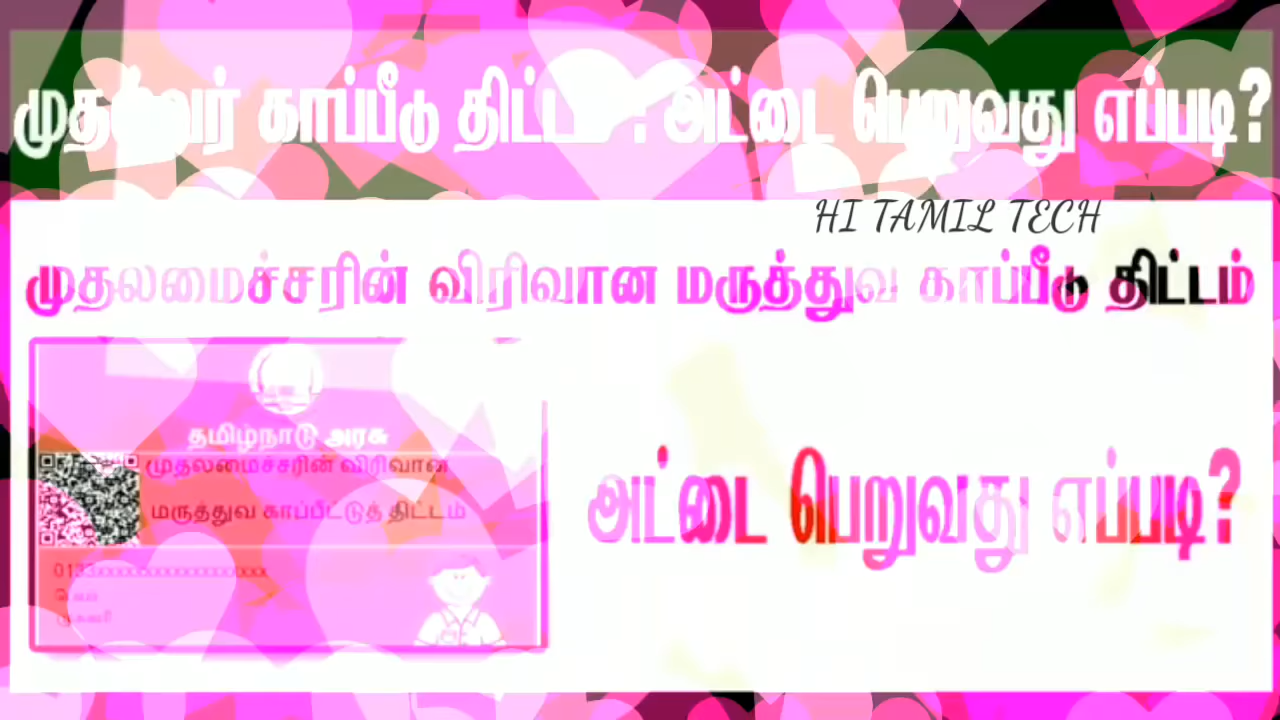 முதல்வர் காப்பீடு திட்டம் : அட்டை பெறுவது எப்படி?
HI TAMIL TECH
முதலமைச்சரின் விரிவான மருத்துவ காப்பீடு திட்டம்
தமிழ்நாடு அரசு
முதலமைச்சரின் விரிவான
மருத்துவ காப்பீட்டுத் திட்டம்
அட்டை பெறுவது எப்படி?